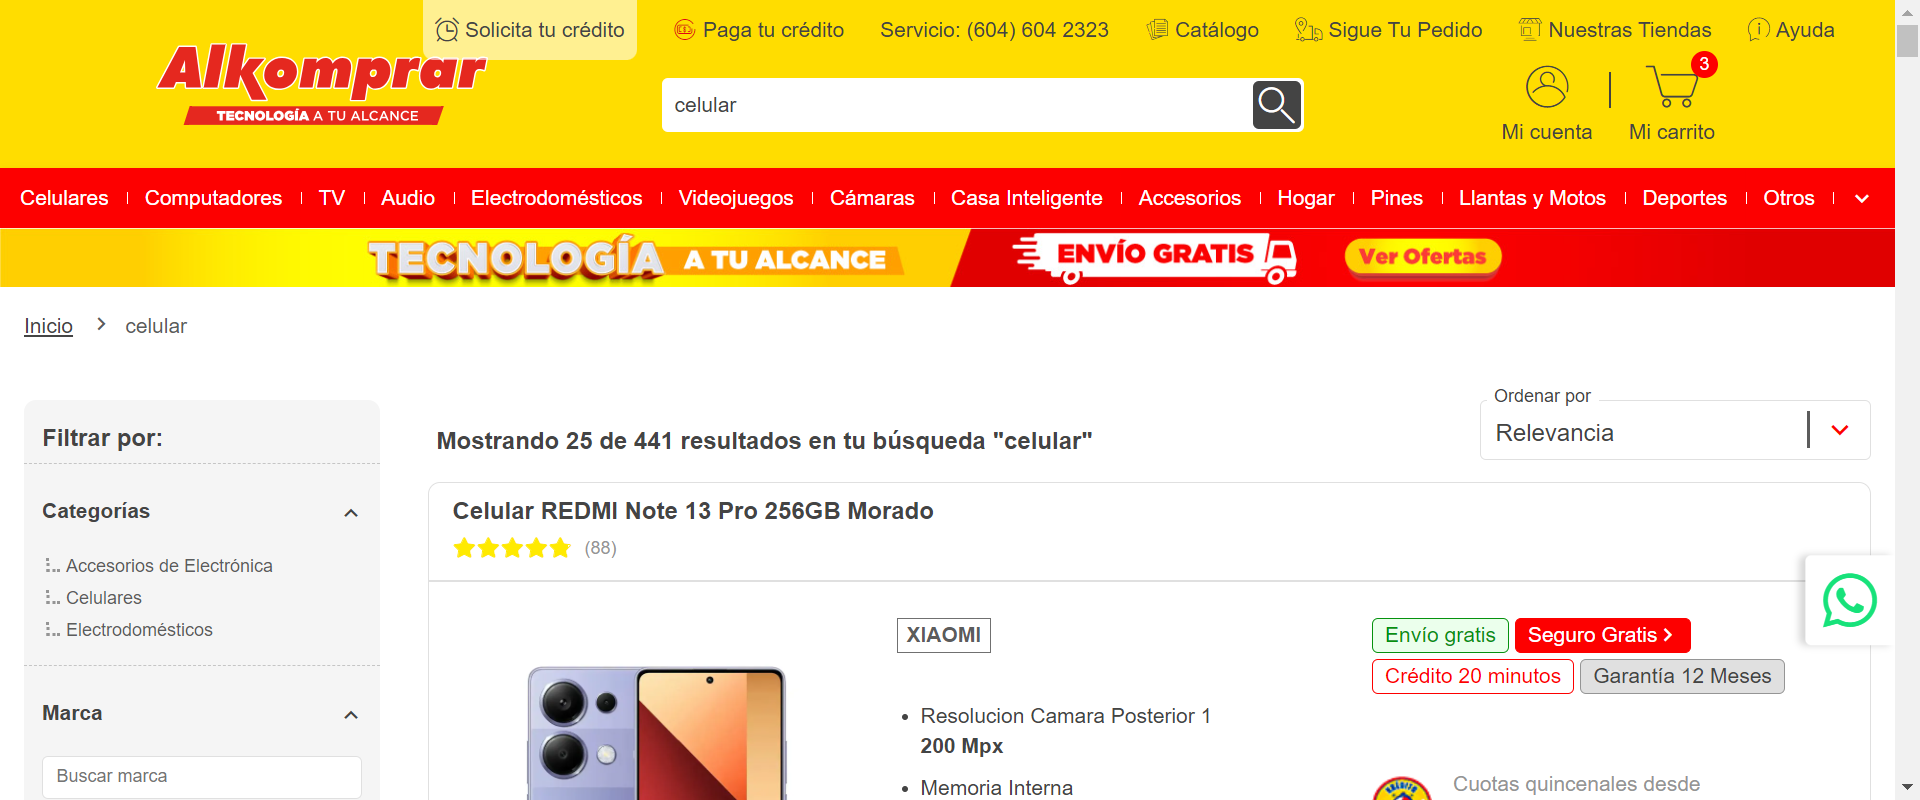 Solicita tu crédito
Paga tu crédito
Servicio: (604) 604 2323
Catálogo
Sigue Tu Pedido
Nuestras Tiendas
Ayuda
Alkomprar
TECNOLOGÍA A TU ALCANCE
celular
3
Mi cuenta
Mi carrito
Celulares
Computadores
TV
Audio
Electrodomésticos
Videojuegos
Cámaras
Casa Inteligente
Accesorios
Hogar
Pines
Llantas y Motos
Deportes
Otros
TECNOLOGÍA A TU ALCANCE
ENVÍO GRATIS
Ver Ofertas
Inicio
celular
Filtrar por:
Categorías
Accesorios de Electrónica
Celulares
Electrodomésticos
Marca
Buscar marca
Mostrando 25 de 441 resultados en tu búsqueda "celular"
Ordenar por
Relevancia
Celular REDMI Note 13 Pro 256GB Morado
(88)
XIAOMI
Resolucion Camara Posterior 1
200 Mpx
Memoria Interna
Envío gratis
Seguro Gratis
Crédito 20 minutos
Garantía 12 Meses
Cuotas quincenales desde